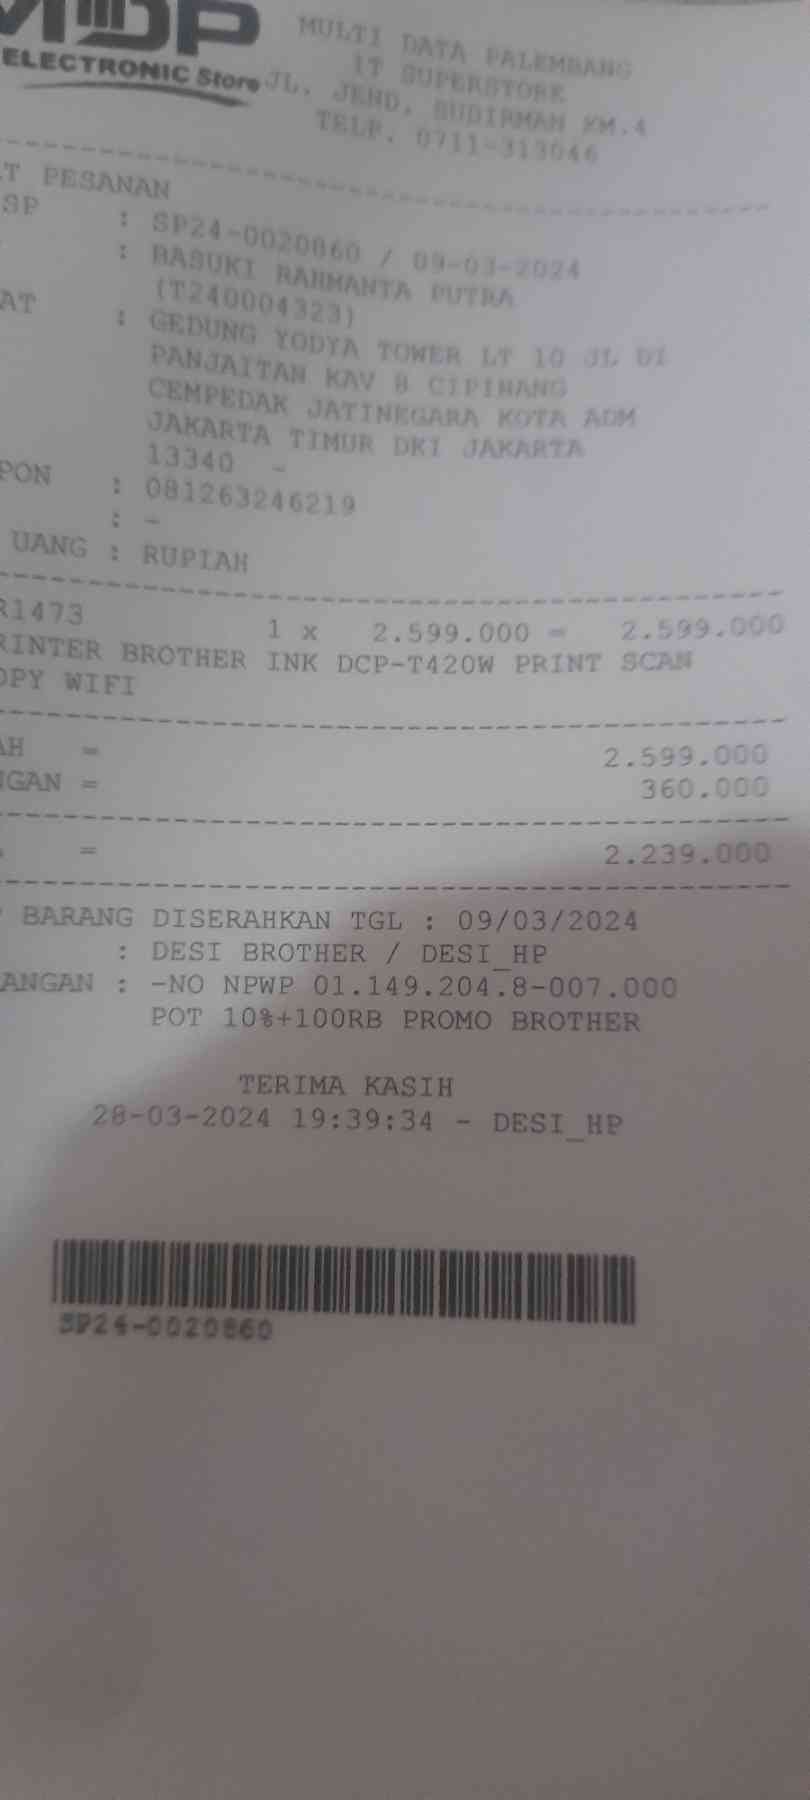 MDP
ELECTRONIC Store
MULTI DATA PALEMBANG
IT SUPERSTORE
JL. JEND. SUDIRMAN KM.4
TELP. 0711-313046
PESANAN
SP : SP24-0020860 / 09-03-2024
: BASUKI RAHMANTA PUTRA
(T240004323)
AT : GEDUNG YODYA TOWER LT 10 JL DI
PANJAITAN KAV 8 CIPINANG
CEMPEDAK JATINEGARA KOTA ADM
JAKARTA TIMUR DKI JAKARTA
13340 -
PON : 081263246219
: -
UANG : RUPIAH
R1473 1 x 2.599.000 = 2.599.000
RINTER BROTHER INK DCP-T420W PRINT SCAN
OPY WIFI
AH = 2.599.000
NGAN = 360.000
= 2.239.000
BARANG DISERAHKAN TGL : 09/03/2024
: DESI BROTHER / DESI_HP
ANGAN : -NO NPWP 01.149.204.8-007.000
POT 10%+100RB PROMO BROTHER
TERIMA KASIH
28-03-2024 19:39:34 - DESI_HP
SP24-0020860